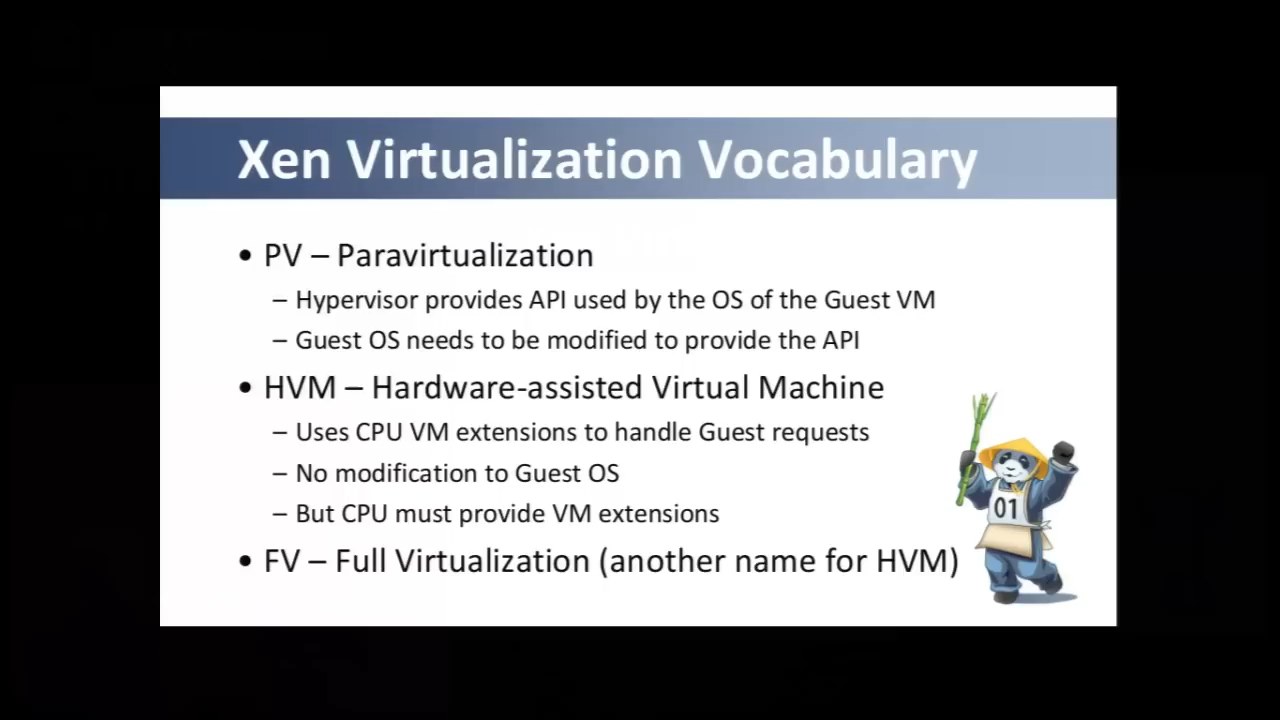 Xen Virtualization Vocabulary
• PV – Paravirtualization
– Hypervisor provides API used by the OS of the Guest VM
– Guest OS needs to be modified to provide the API
• HVM – Hardware-assisted Virtual Machine
– Uses CPU VM extensions to handle Guest requests
– No modification to Guest OS
– But CPU must provide VM extensions
• FV – Full Virtualization (another name for HVM)
01